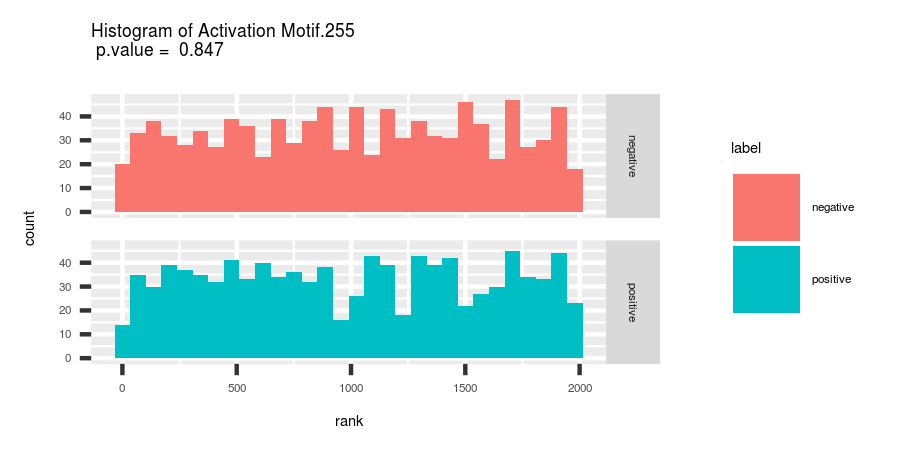 Histogram of Activation Motif.255
p.value = 0.847
count
40
30
20
10
0
negative
40
30
20
10
0
positive
0 500 1000 1500 2000
rank
label
negative
positive